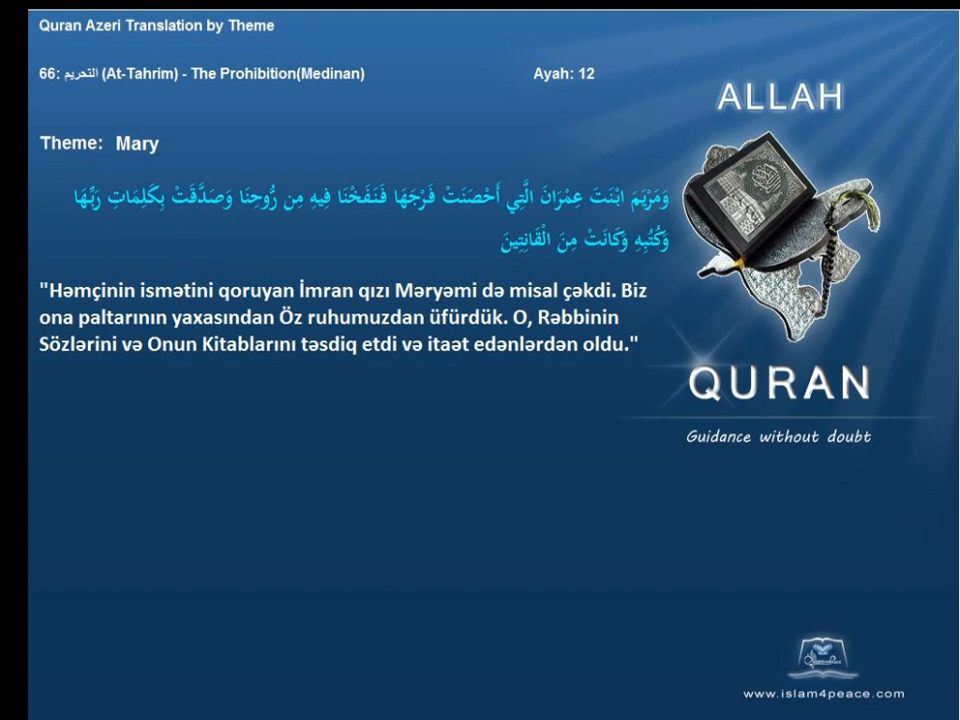 Quran Azeri Translation by Theme
66: التحريم (At-Tahrim) - The Prohibition(Medinan)
Ayah: 12
Theme: Mary
وَمَرْيَمَ ابْنَتَ عِمْرَانَ الَّتِي أَحْصَنَتْ فَرْجَهَا فَنَفَخْنَا فِيهِ مِن رُّوحِنَا وَصَدَّقَتْ بِكَلِمَاتِ رَبِّهَا
وَكُتُبِهِ وَكَانَتْ مِنَ الْقَانِتِينَ
"Həmçinin ismətini qoruyan İmran qızı Məryəmi də misal çəkdi. Biz
ona paltarının yaxasından Öz ruhumuzdan üfürdük. O, Rəbbinin
Sözlərini və Onun Kitablarını təsdiq etdi və itaət edənlərdən oldu."
ALLAH
QURAN
Guidance without doubt
www.islam4peace.com